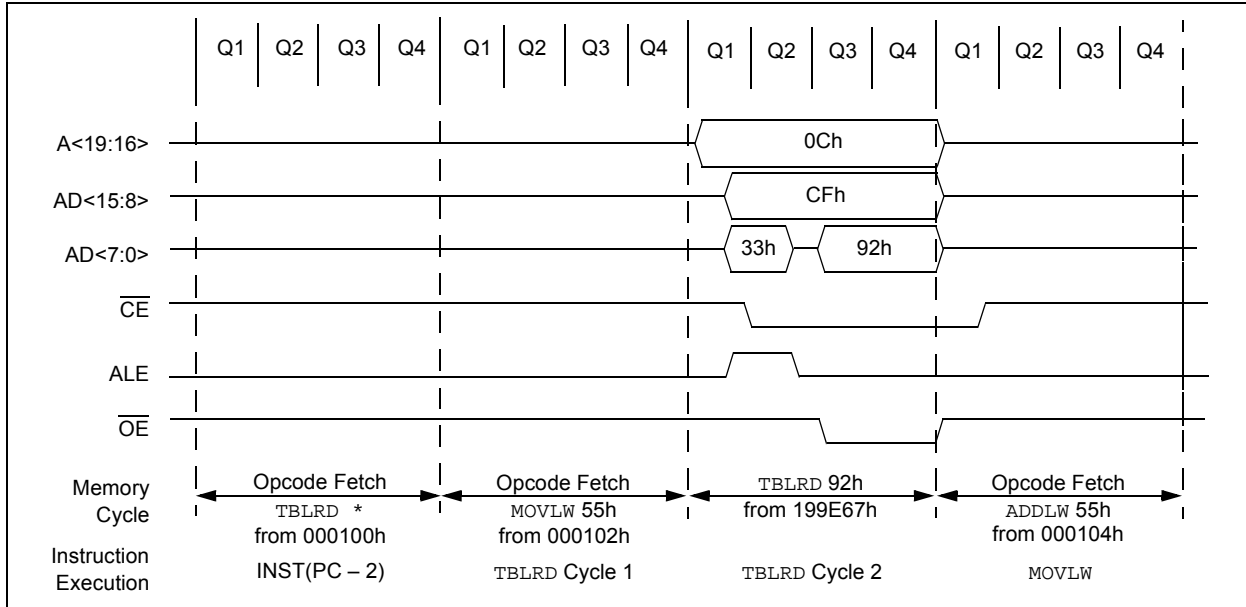 Q1 Q2 Q3 Q4 Q1 Q2 Q3 Q4 Q1 Q2 Q3 Q4 Q1 Q2 Q3 Q4
A<19:16> 0Ch
AD<15:8> CFh
AD<7:0> 33h 92h
CE
ALE
OE
Memory
Cycle
Opcode Fetch
TBLRD *
from 000100h
Opcode Fetch
MOVLW 55h
from 000102h
TBLRD 92h
from 199E67h
Opcode Fetch
ADDLW 55h
from 000104h
Instruction
Execution
INST(PC – 2)
TBLRD Cycle 1
TBLRD Cycle 2
MOVLW